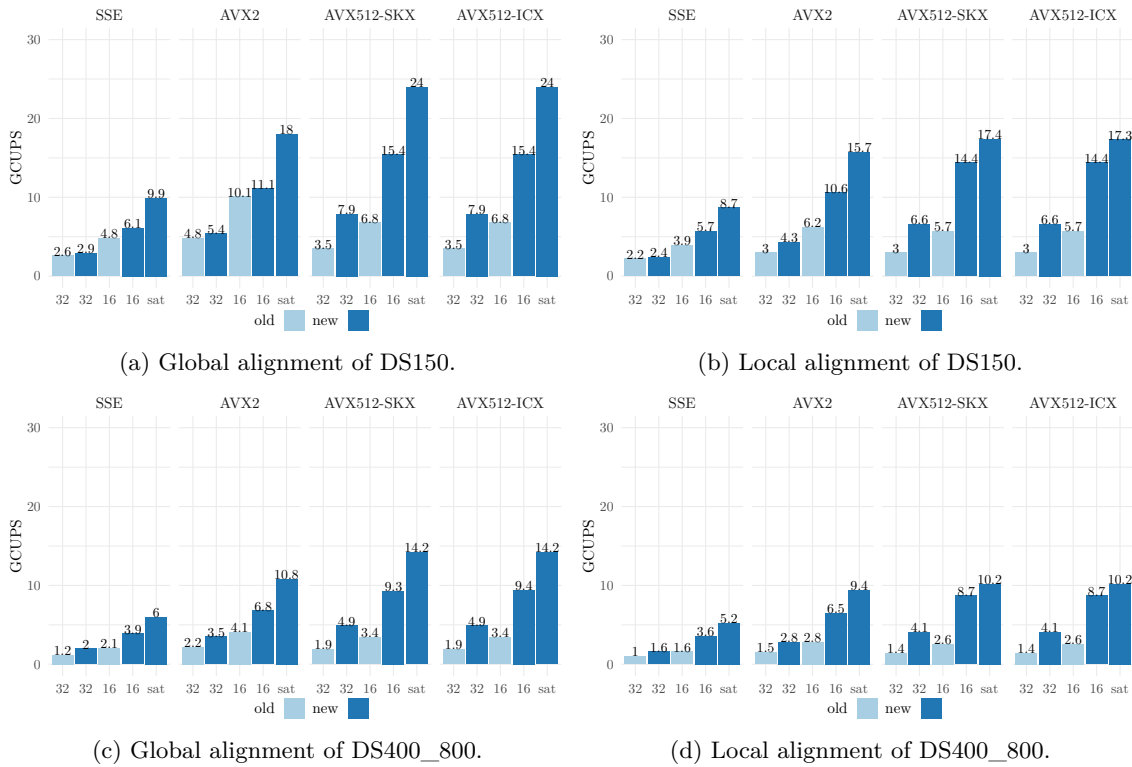 SSE AVX2 AVX512-SKX AVX512-ICX
30
20
10
0
GCUPS
2.6 2.9 4.8 6.1 9.9
4.8 5.4 10.1 11.1 18
3.5 7.9 6.8 15.4 24
3.5 7.9 6.8 15.4 24
32 32 16 16 sat 32 32 16 16 sat 32 32 16 16 sat 32 32 16 16 sat
old new
(a) Global alignment of DS150.
SSE AVX2 AVX512-SKX AVX512-ICX
30
20
10
0
GCUPS
2.2 2.4 3.9 5.7 8.7
3 4.3 6.2 10.6 15.7
3 6.6 5.7 14.4 17.4
3 6.6 5.7 14.4 17.3
32 32 16 16 sat 32 32 16 16 sat 32 32 16 16 sat 32 32 16 16 sat
old new
(b) Local alignment of DS150.
SSE AVX2 AVX512-SKX AVX512-ICX
30
20
10
0
GCUPS
1.2 2 2.1 3.9 6
2.2 3.5 4.1 6.8 10.8
1.9 4.9 3.4 9.3 14.2
1.9 4.9 3.4 9.4 14.2
32 32 16 16 sat 32 32 16 16 sat 32 32 16 16 sat 32 32 16 16 sat
old new
(c) Global alignment of DS400_800.
SSE AVX2 AVX512-SKX AVX512-ICX
30
20
10
0
GCUPS
1 1.6 1.6 3.6 5.2
1.5 2.8 2.8 6.5 9.4
1.4 4.1 2.6 8.7 10.2
1.4 4.1 2.6 8.7 10.2
32 32 16 16 sat 32 32 16 16 sat 32 32 16 16 sat 32 32 16 16 sat
old new
(d) Local alignment of DS400_800.